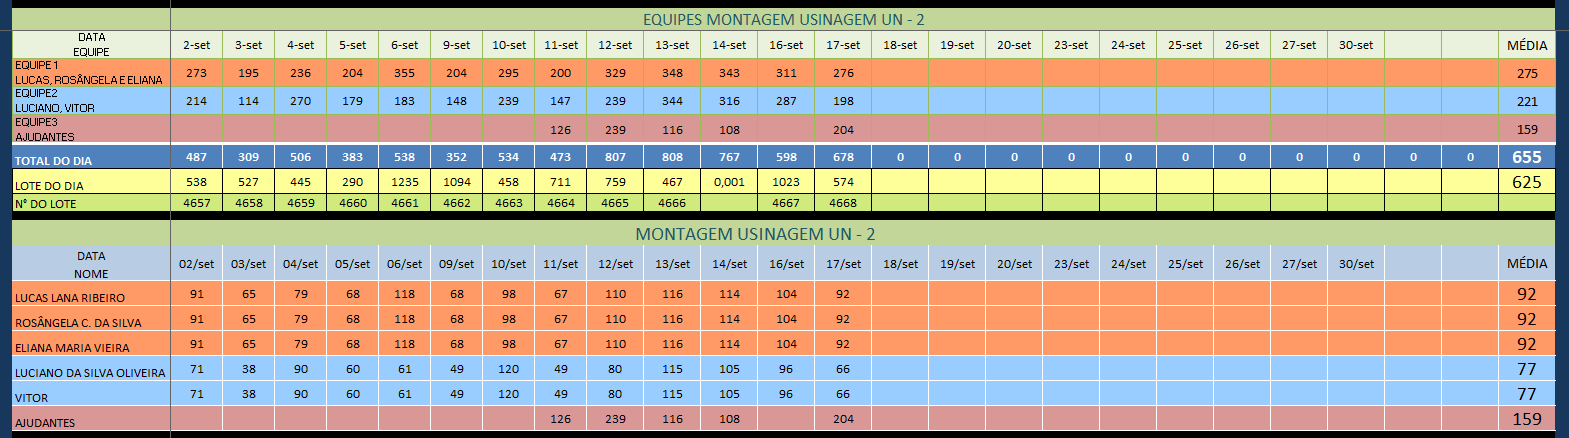 EQUIPES MONTAGEM USINAGEM UN - 2
DATA
EQUIPE 2-set 3-set 4-set 5-set 6-set 9-set 10-set 11-set 12-set 13-set 14-set 16-set 17-set 18-set 19-set 20-set 23-set 24-set 25-set 26-set 27-set 30-set MÉDIA
EQUIPE1
LUCAS, ROSÂNGELA E ELIANA 273 195 236 204 355 204 295 200 329 348 343 311 276 275
EQUIPE2
LUCIANO, VITOR 214 114 270 179 183 148 239 147 239 344 316 287 198 221
EQUIPE3
AJUDANTES 126 239 116 108 204 159
TOTAL DO DIA 487 309 506 383 538 352 534 473 807 808 767 598 678 0 0 0 0 0 0 0 0 0 0 0 655
LOTE DO DIA 538 527 445 290 1235 1094 458 711 759 467 0,001 1023 574 625
N° DO LOTE 4657 4658 4659 4660 4661 4662 4663 4664 4665 4666 4667 4668
MONTAGEM USINAGEM UN - 2
DATA
NOME 02/set 03/set 04/set 05/set 06/set 09/set 10/set 11/set 12/set 13/set 14/set 16/set 17/set 18/set 19/set 20/set 23/set 24/set 25/set 26/set 27/set 30/set MÉDIA
LUCAS LANA RIBEIRO 91 65 79 68 118 68 98 67 110 116 114 104 92 92
ROSÂNGELA C. DA SILVA 91 65 79 68 118 68 98 67 110 116 114 104 92 92
ELIANA MARIA VIEIRA 91 65 79 68 118 68 98 67 110 116 114 104 92 92
LUCIANO DA SILVA OLIVEIRA 71 38 90 60 61 49 120 49 80 115 105 96 66 77
VITOR 71 38 90 60 61 49 120 49 80 115 105 96 66 77
AJUDANTES 126 239 116 108 204 159